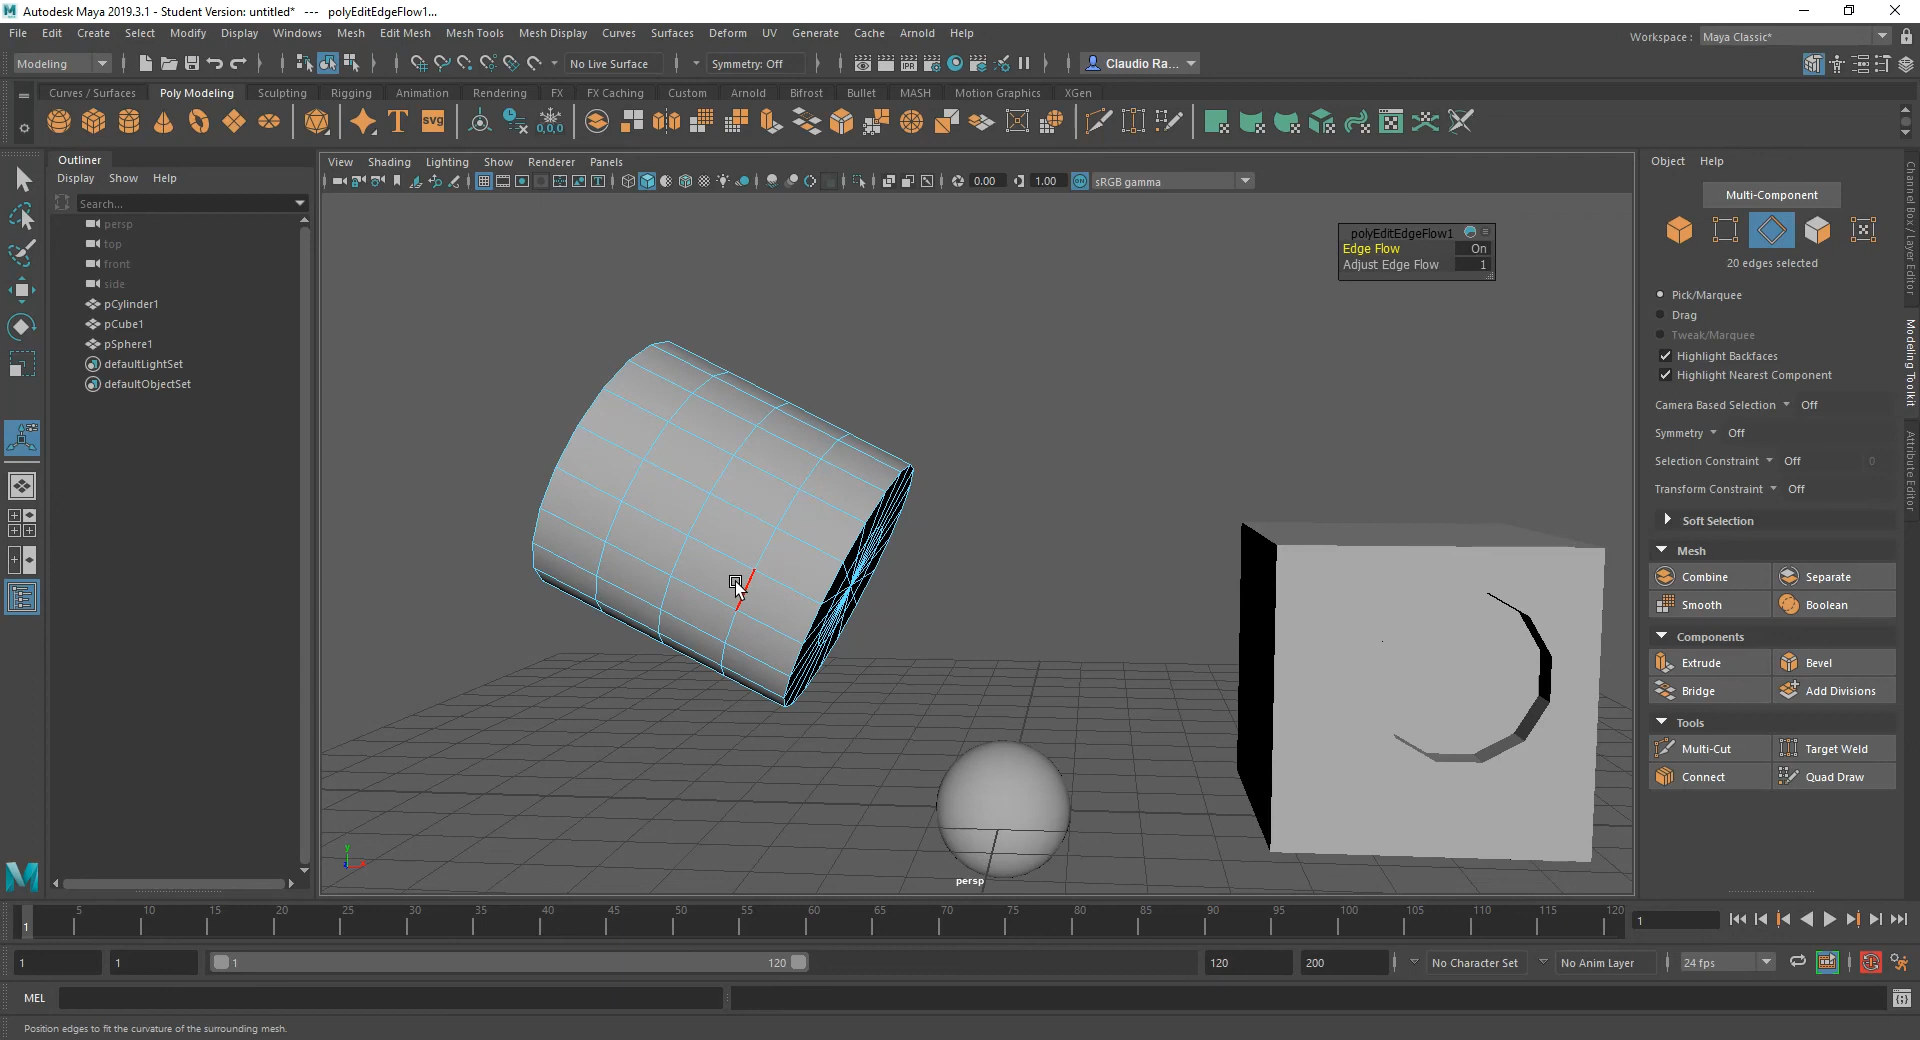 Autodesk Maya 2019.3.1 - Student Version: untitled* --- polyEditEdgeFlow1...
File Edit Create Select Modify Display Windows Mesh Edit Mesh Mesh Tools Mesh Display Curves Surfaces Deform UV Generate Cache Arnold Help
Workspace : Maya Classic*
Modeling No Live Surface Symmetry: Off Claudio Ra...
Curves / Surfaces Poly Modeling Sculpting Rigging Animation Rendering FX FX Caching Custom Arnold Bifrost Bullet MASH Motion Graphics XGen
T SVG 0,0,0
Outliner
Display Show Help
Search...
persp
top
front
side
pCylinder1
pCube1
pSphere1
defaultLightSet
defaultObjectSet
View Shading Lighting Show Renderer Panels
0.00 1.00 ON sRGB gamma
polyEditEdgeFlow1
Edge Flow On
Adjust Edge Flow 1
y
persp
Object Help
Multi-Component
20 edges selected
Pick/Marquee
Drag
Tweak/Marquee
Highlight Backfaces
Highlight Nearest Component
Camera Based Selection Off
Symmetry Off
Selection Constraint Off 0
Transform Constraint Off
Soft Selection
Mesh
Combine Separate
Smooth Boolean
Components
Extrude Bevel
Bridge Add Divisions
Tools
Multi-Cut Target Weld
Connect Quad Draw
Channel Box / Layer Editor
Modeling Toolkit
Attribute Editor
1 5 10 15 20 25 30 35 40 45 50 55 60 65 70 75 80 85 90 95 100 105 110 115 120 1
1 1 1 120 120 200 No Character Set No Anim Layer 24 fps
MEL
Position edges to fit the curvature of the surrounding mesh.